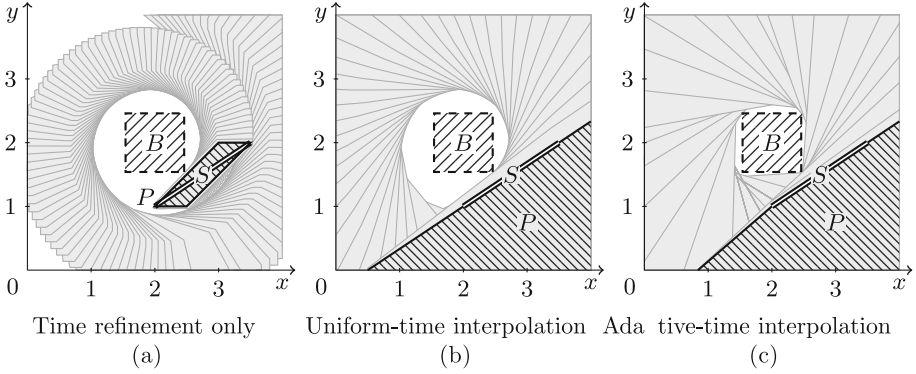 y y y
3 3 3
B B B
2 2 2
P S S S
1 1 1
P P
0 1 2 3 x 0 1 2 3 x 0 1 2 3 x
Time refinement only Uniform-time interpolation Ada tive-time interpolation
(a) (b) (c)